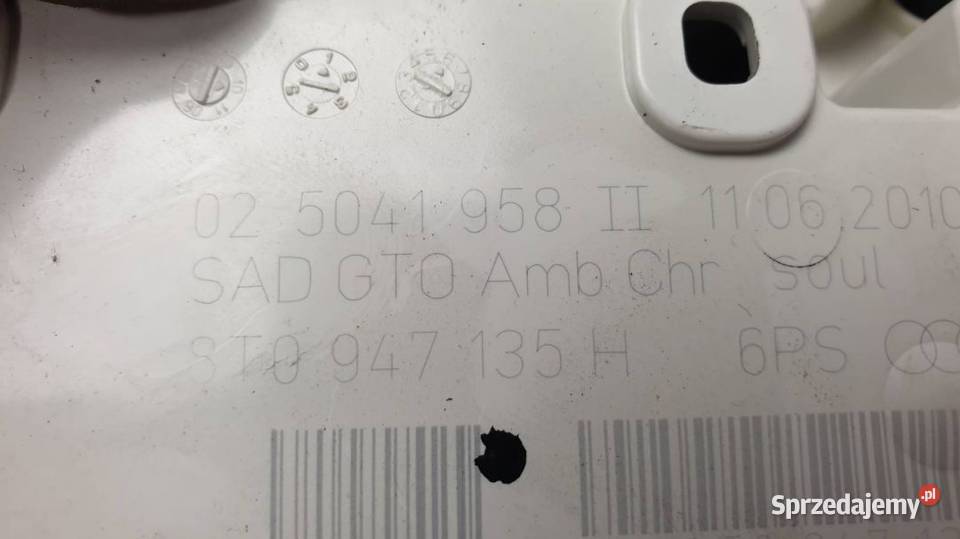 02 5041 958 II 11 06 2010
SAD GTO Amb Chr soul
8T0 947 135 H 6PS
Sprzedajemy.pl